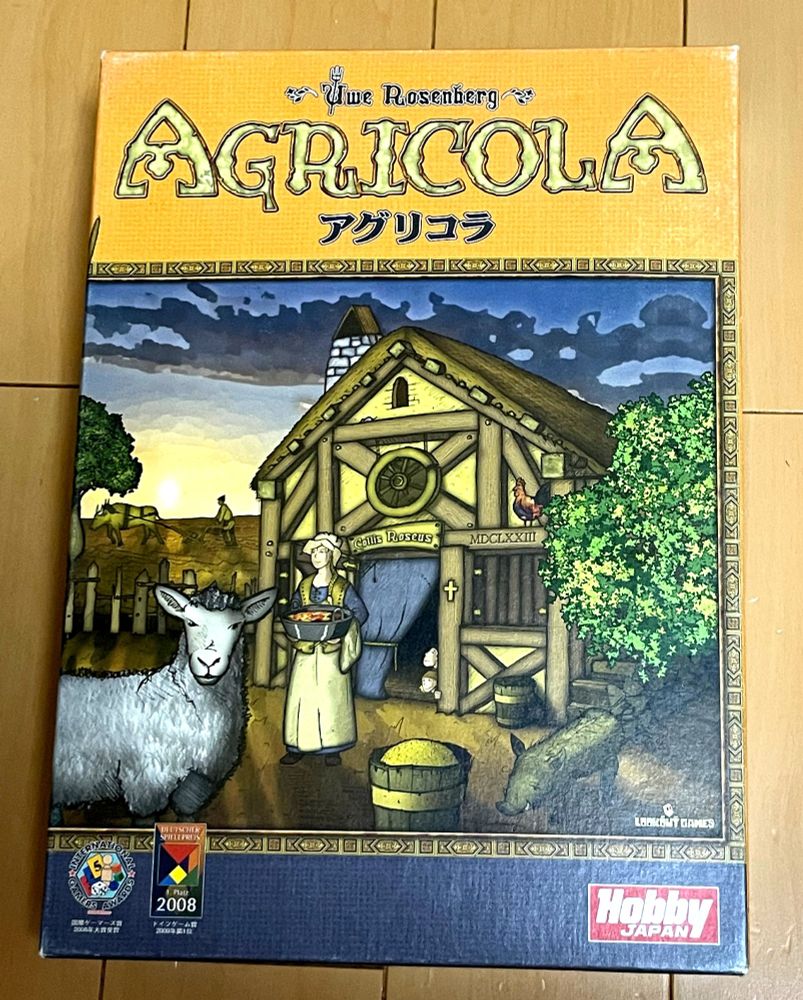 Uwe Rosenberg
AGRICOLA
アグリコラ
Collis Roseus
MDCLXXIII
LOOKOUT GAMES
INTERNATIONAL
GAMERS AWARDS
5
国際ゲーマーズ賞
2008年大賞受賞
DEUTSCHER
SPIELEPREIS
1. Platz
2008
ドイツゲーム賞
2008年第1位
Hobby
JAPAN